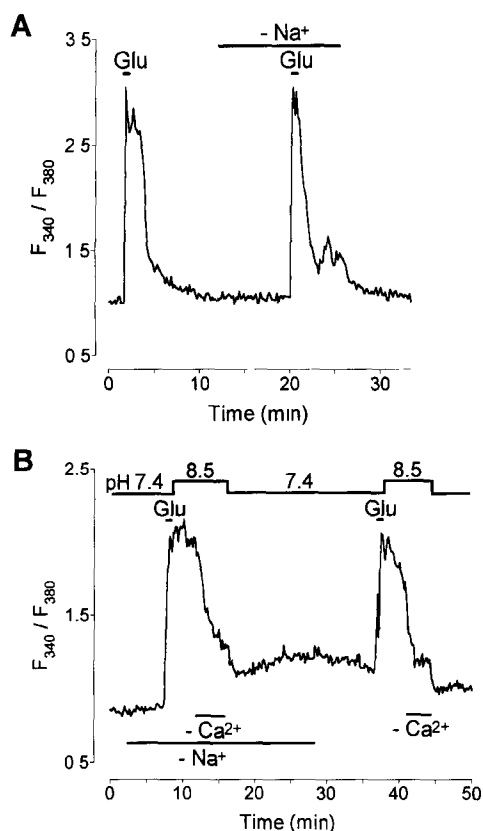 A
3 5
2.5
1 5
0 5
F340 / F380
- Na+
Glu
Glu
0
10
20
30
Time (min)
B
2.5
1.5
0 5
F340 / F380
pH 7.4
8.5
7.4
8.5
Glu
Glu
- Ca2+
- Ca2+
- Na+
0
10
20
30
40
50
Time (min)